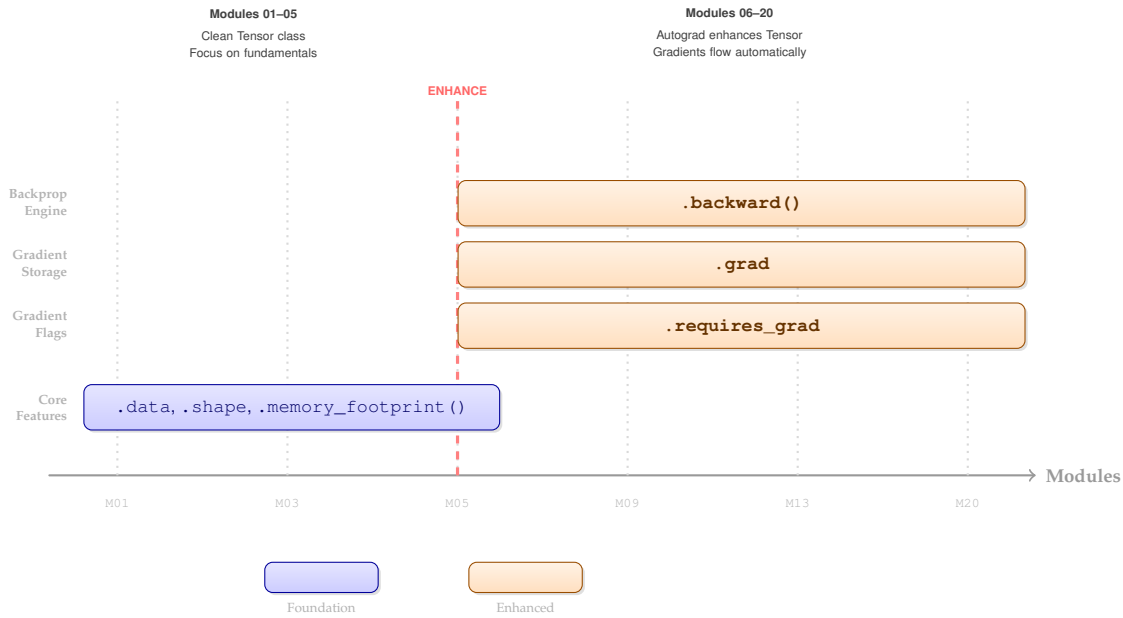 Modules 01–05
Clean Tensor class
Focus on fundamentals
Modules 06–20
Autograd enhances Tensor
Gradients flow automatically
ENHANCE
Backprop
Engine
.backward()
Gradient
Storage
.grad
Gradient
Flags
.requires_grad
Core
Features
.data, .shape, .memory_footprint()
Modules
M01
M03
M05
M09
M13
M20
Foundation
Enhanced